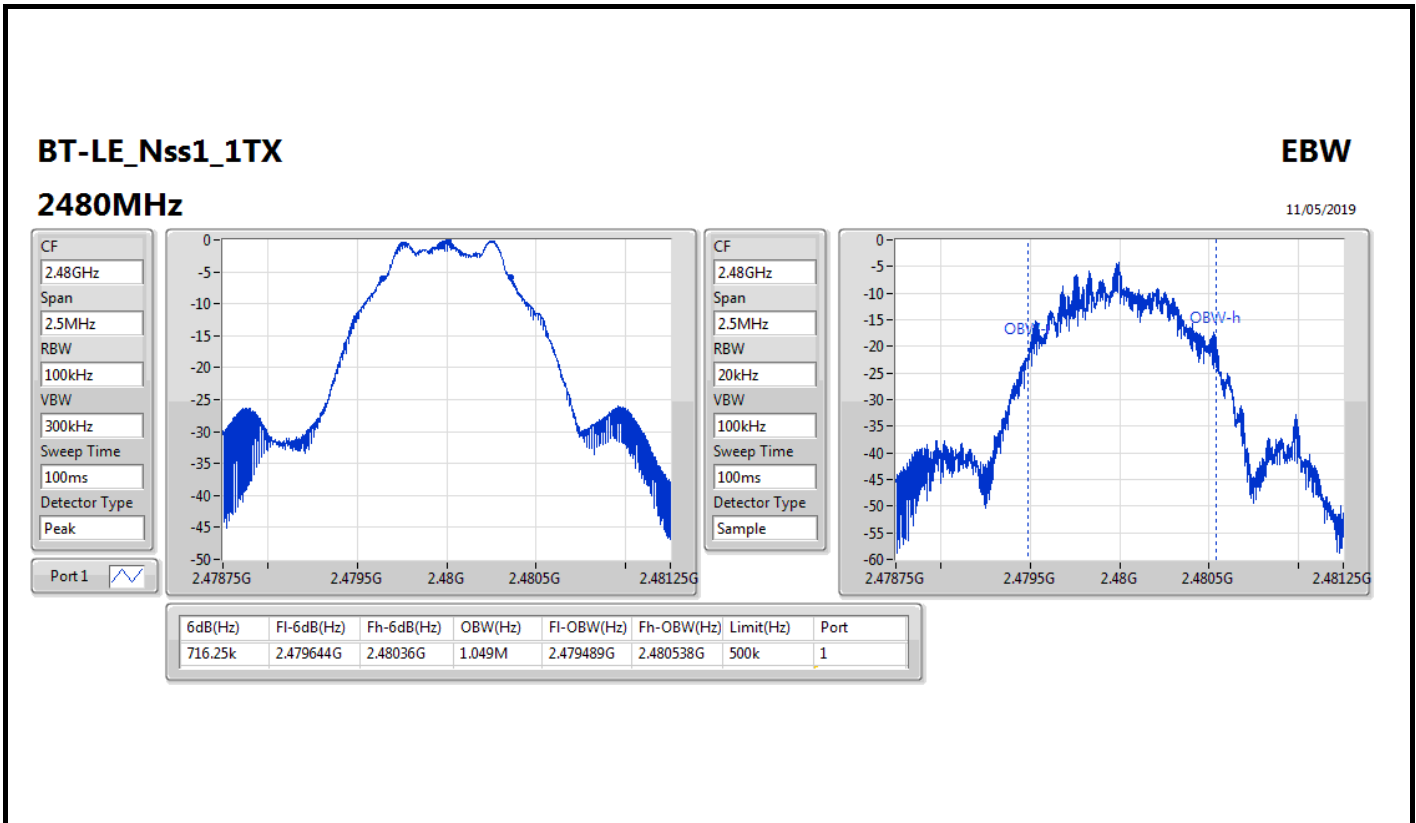 BT-LE_Nss1_1TX
EBW
2480MHz
11/05/2019
CF
2.48GHz
Span
2.5MHz
RBW
100kHz
VBW
300kHz
Sweep Time
100ms
Detector Type
Peak
Port 1
0
-5
-10
-15
-20
-25
-30
-35
-40
-45
-50
2.47875G 2.4795G 2.48G 2.4805G 2.48125G
CF
2.48GHz
Span
2.5MHz
RBW
20kHz
VBW
100kHz
Sweep Time
100ms
Detector Type
Sample
0
-5
-10
-15
-20
-25
-30
-35
-40
-45
-50
-55
-60
OBW-h
2.47875G 2.4795G 2.48G 2.4805G 2.48125G
6dB(Hz) Fl-6dB(Hz) Fh-6dB(Hz) OBW(Hz) Fl-OBW(Hz) Fh-OBW(Hz) Limit(Hz) Port
716.25k 2.479644G 2.48036G 1.049M 2.479489G 2.480538G 500k 1